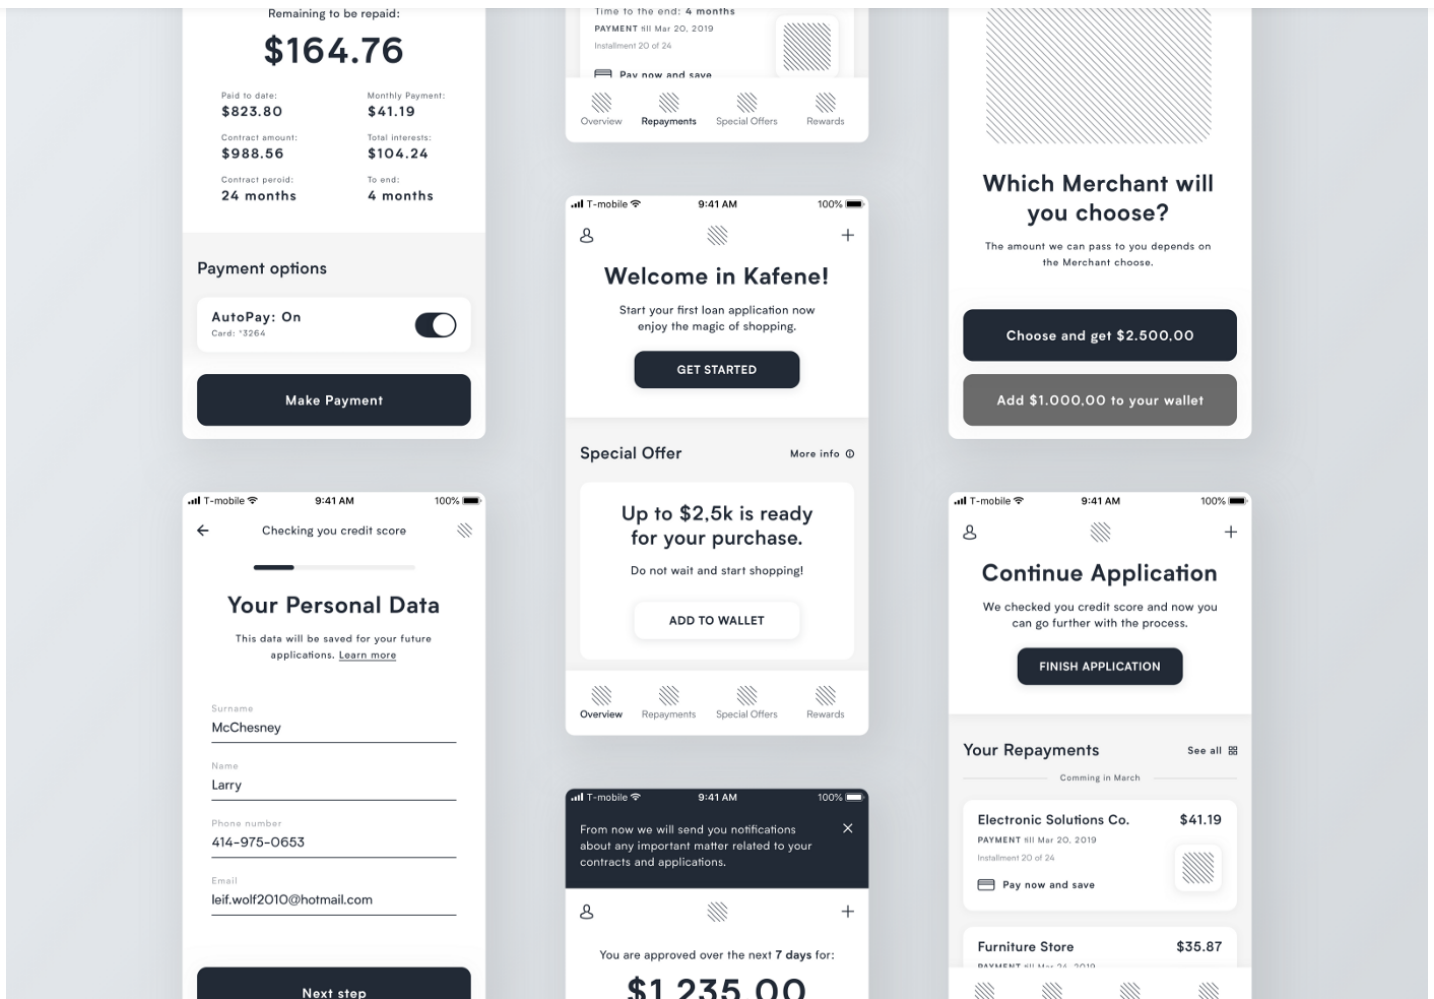 Remaining to be repaid:
$164.76
Paid to date:
Monthly Payment:
$823.80
$41.19
Contract amount:
Total interests:
$988.56
$104.24
Contract peroid:
To end:
24 months
4 months
Payment options
AutoPay: On
Card: *3264
Make Payment
T-mobile 9:41 AM 100%
Checking you credit score
Your Personal Data
This data will be saved for your future
applications. Learn more
Surname
McChesney
Name
Larry
Phone number
414-975-0653
Email
leif.wolf2010@hotmail.com
Next step
Time to the end: 4 months
PAYMENT till Mar 20, 2019
Installment 20 of 24
Pay now and save
Overview Repayments Special Offers Rewards
T-mobile 9:41 AM 100%
Welcome in Kafene!
Start your first loan application now
enjoy the magic of shopping.
GET STARTED
Special Offer More info
Up to $2,5k is ready
for your purchase.
Do not wait and start shopping!
ADD TO WALLET
Overview Repayments Special Offers Rewards
T-mobile 9:41 AM 100%
From now we will send you notifications
about any important matter related to your
contracts and applications.
You are approved over the next 7 days for:
$1.235,00
Which Merchant will
you choose?
The amount we can pass to you depends on
the Merchant choose.
Choose and get $2.500,00
Add $1.000,00 to your wallet
T-mobile 9:41 AM 100%
Continue Application
We checked you credit score and now you
can go further with the process.
FINISH APPLICATION
Your Repayments See all
Comming in March
Electronic Solutions Co. $41.19
PAYMENT till Mar 20, 2019
Installment 20 of 24
Pay now and save
Furniture Store $35.87
PAYMENT till Mar 24, 2019